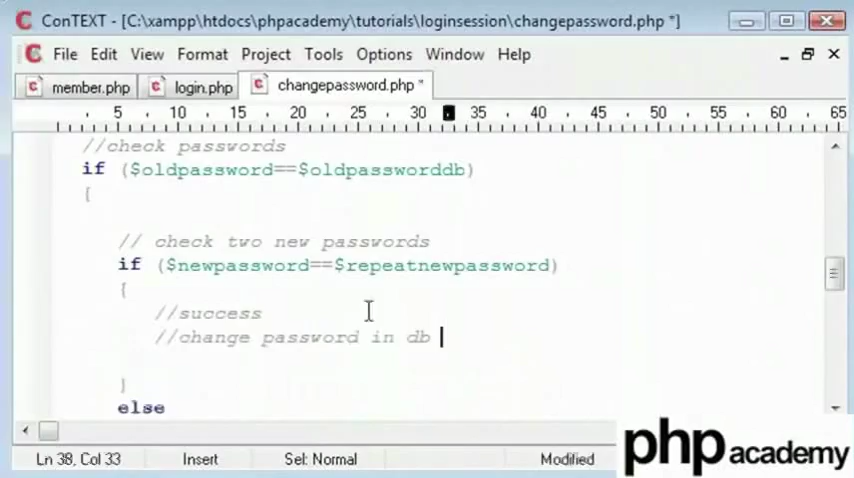 ConTEXT - [C:\xampp\htdocs\phpacademy\tutorials\loginsession\changepassword.php *]
File Edit View Format Project Tools Options Window Help
member.php login.php changepassword.php *
5 10 15 20 25 30 35 40 45 50 55 60 65
//check passwords
if ($oldpassword==$oldpassworddb)
{
// check two new passwords
if ($newpassword==$repeatnewpassword)
{
//success
//change password in db
}
else
Ln 38, Col 33 Insert Sel: Normal Modified
php academy